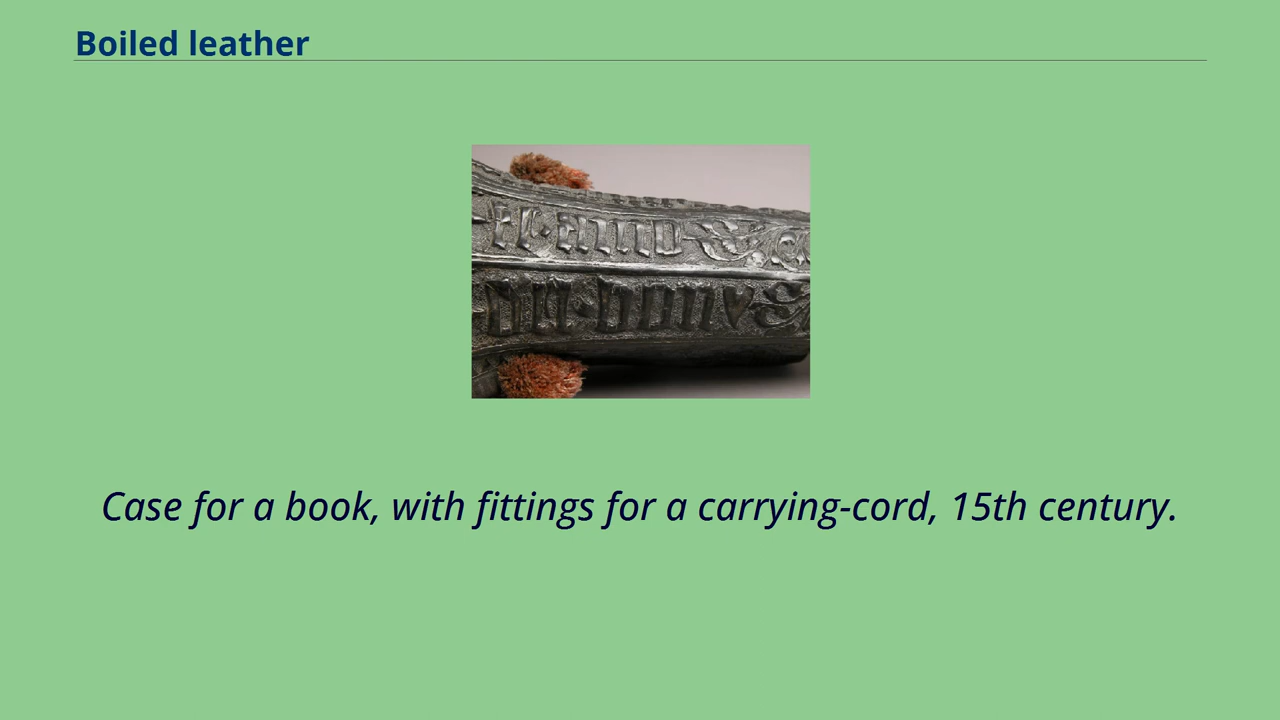 Boiled leather
Case for a book, with fittings for a carrying-cord, 15th century.